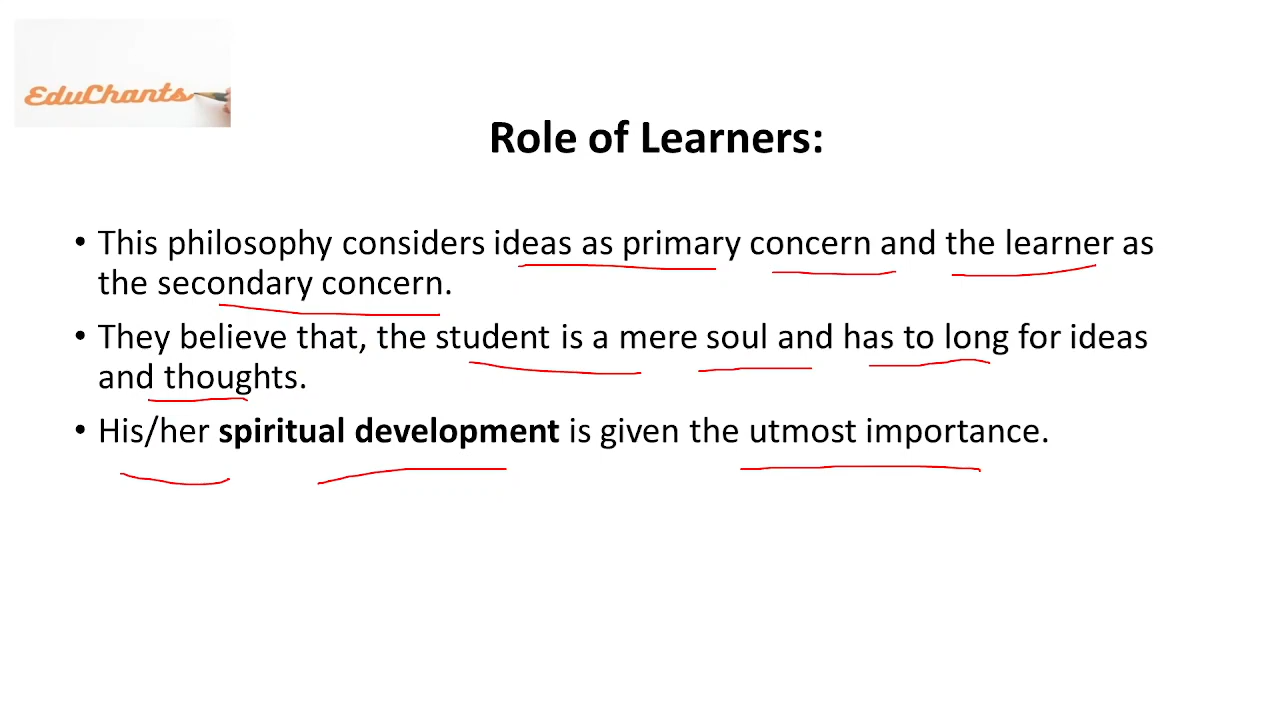 EduChants
Role of Learners:
• This philosophy considers ideas as primary concern and the learner as
the secondary concern.
• They believe that, the student is a mere soul and has to long for ideas
and thoughts.
• His/her spiritual development is given the utmost importance.